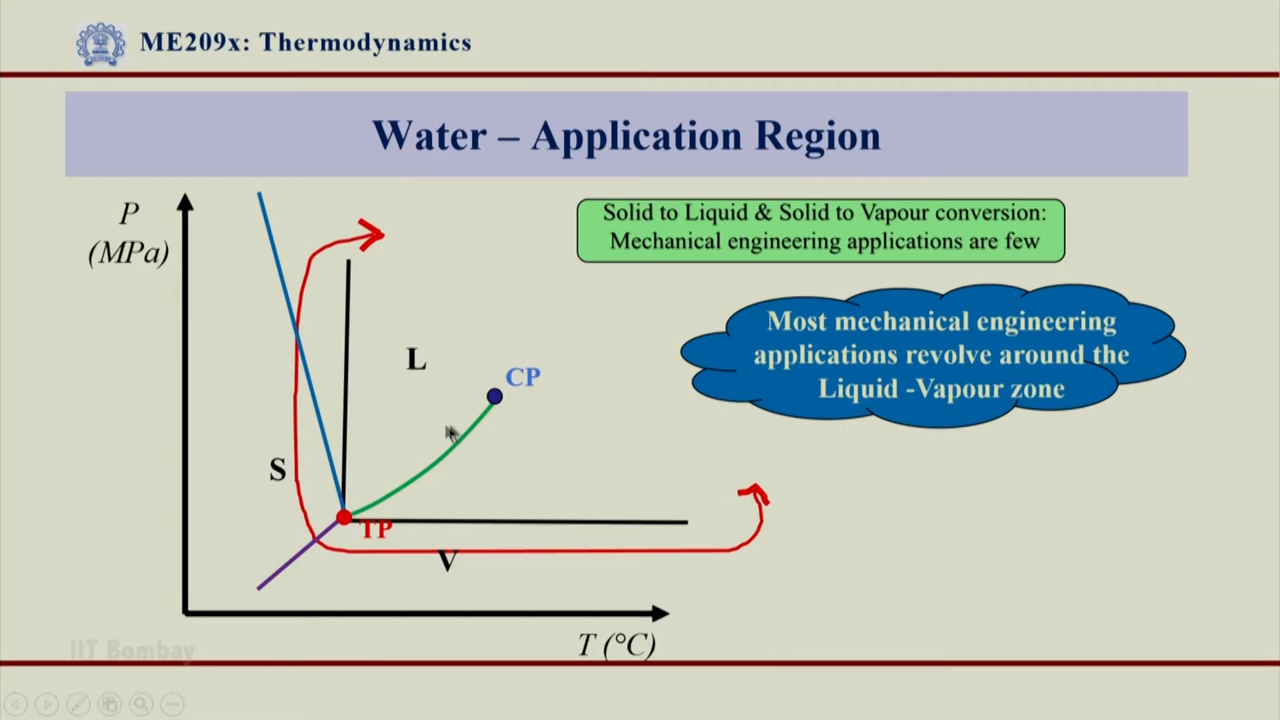 ME209x: Thermodynamics
Water – Application Region
P
(MPa)
Solid to Liquid & Solid to Vapour conversion:
Mechanical engineering applications are few
Most mechanical engineering
applications revolve around the
Liquid -Vapour zone
L
CP
S
TP
V
T (°C)
IIT Bombay